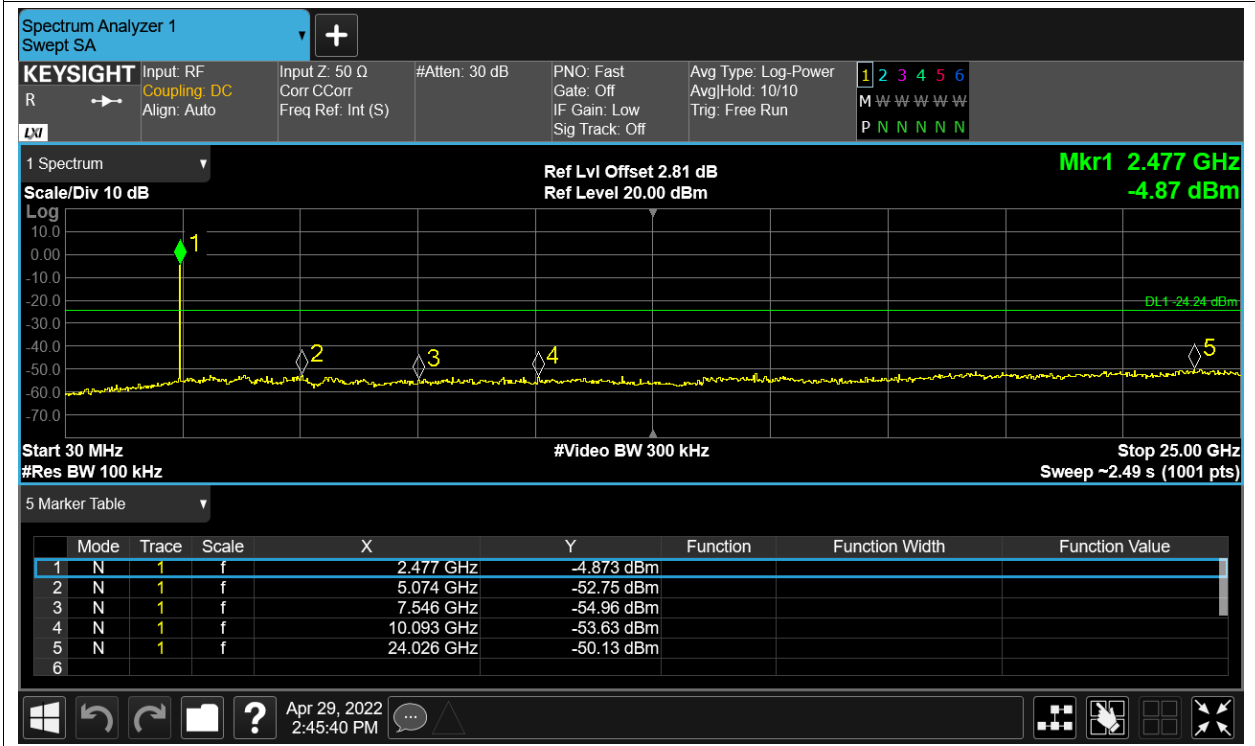 Spectrum Analyzer 1
Swept SA
+
KEYSIGHT
R
LXI
Input: RF
Coupling: DC
Align: Auto
Input Z: 50 Ω
Corr CCorr
Freq Ref: Int (S)
#Atten: 30 dB
PNO: Fast
Gate: Off
IF Gain: Low
Sig Track: Off
Avg Type: Log-Power
Avg|Hold: 10/10
Trig: Free Run
1 2 3 4 5 6
M W W W W W
P N N N N N
1 Spectrum
Scale/Div 10 dB
Ref Lvl Offset 2.81 dB
Ref Level 20.00 dBm
Mkr1 2.477 GHz
-4.87 dBm
Log
10.0
0.00
-10.0
-20.0
-30.0
-40.0
-50.0
-60.0
-70.0
1
2
3
4
5
DL1 -24.24 dBm
Start 30 MHz
#Res BW 100 kHz
#Video BW 300 kHz
Stop 25.00 GHz
Sweep ~2.49 s (1001 pts)
5 Marker Table
Mode Trace Scale X Y Function Function Width Function Value
1 N 1 f 2.477 GHz -4.873 dBm
2 N 1 f 5.074 GHz -52.75 dBm
3 N 1 f 7.546 GHz -54.96 dBm
4 N 1 f 10.093 GHz -53.63 dBm
5 N 1 f 24.026 GHz -50.13 dBm
6
?
Apr 29, 2022
2:45:40 PM